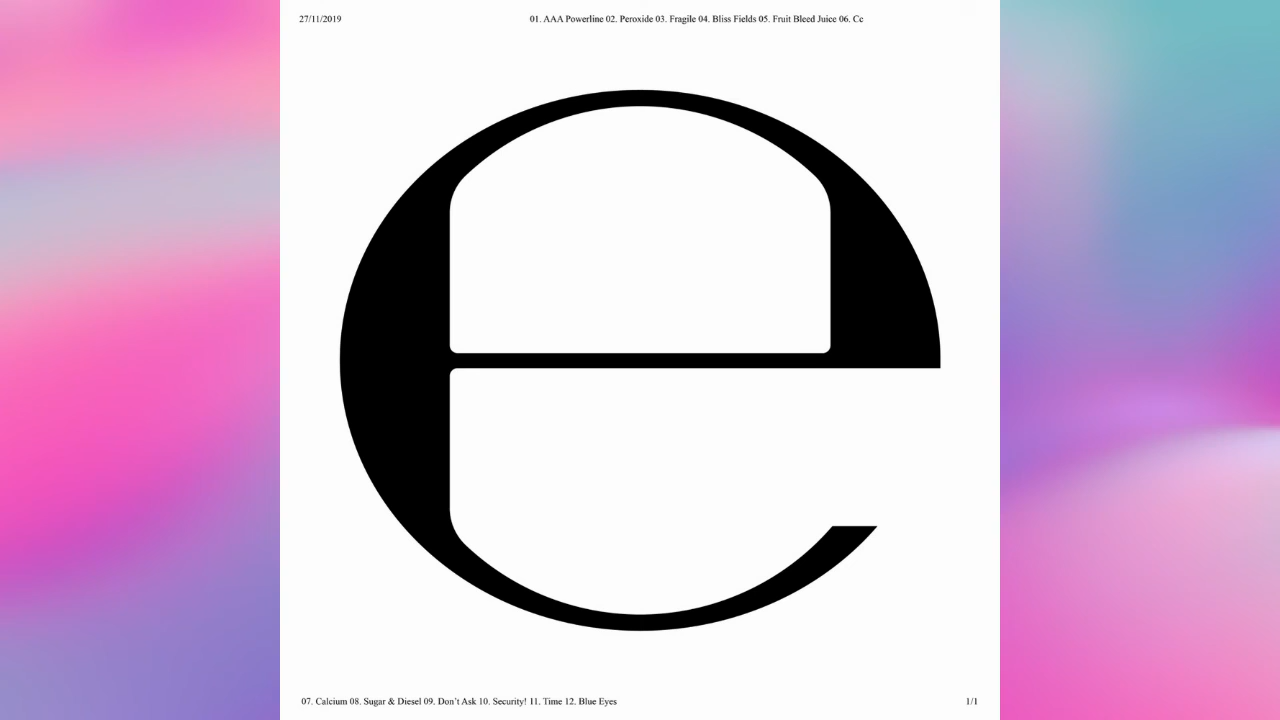 27/11/2019
01. AAA Powerline 02. Peroxide 03. Fragile 04. Bliss Fields 05. Fruit Bleed Juice 06. Cc
e
07. Calcium 08. Sugar & Diesel 09. Don't Ask 10. Security! 11. Time 12. Blue Eyes
1/1